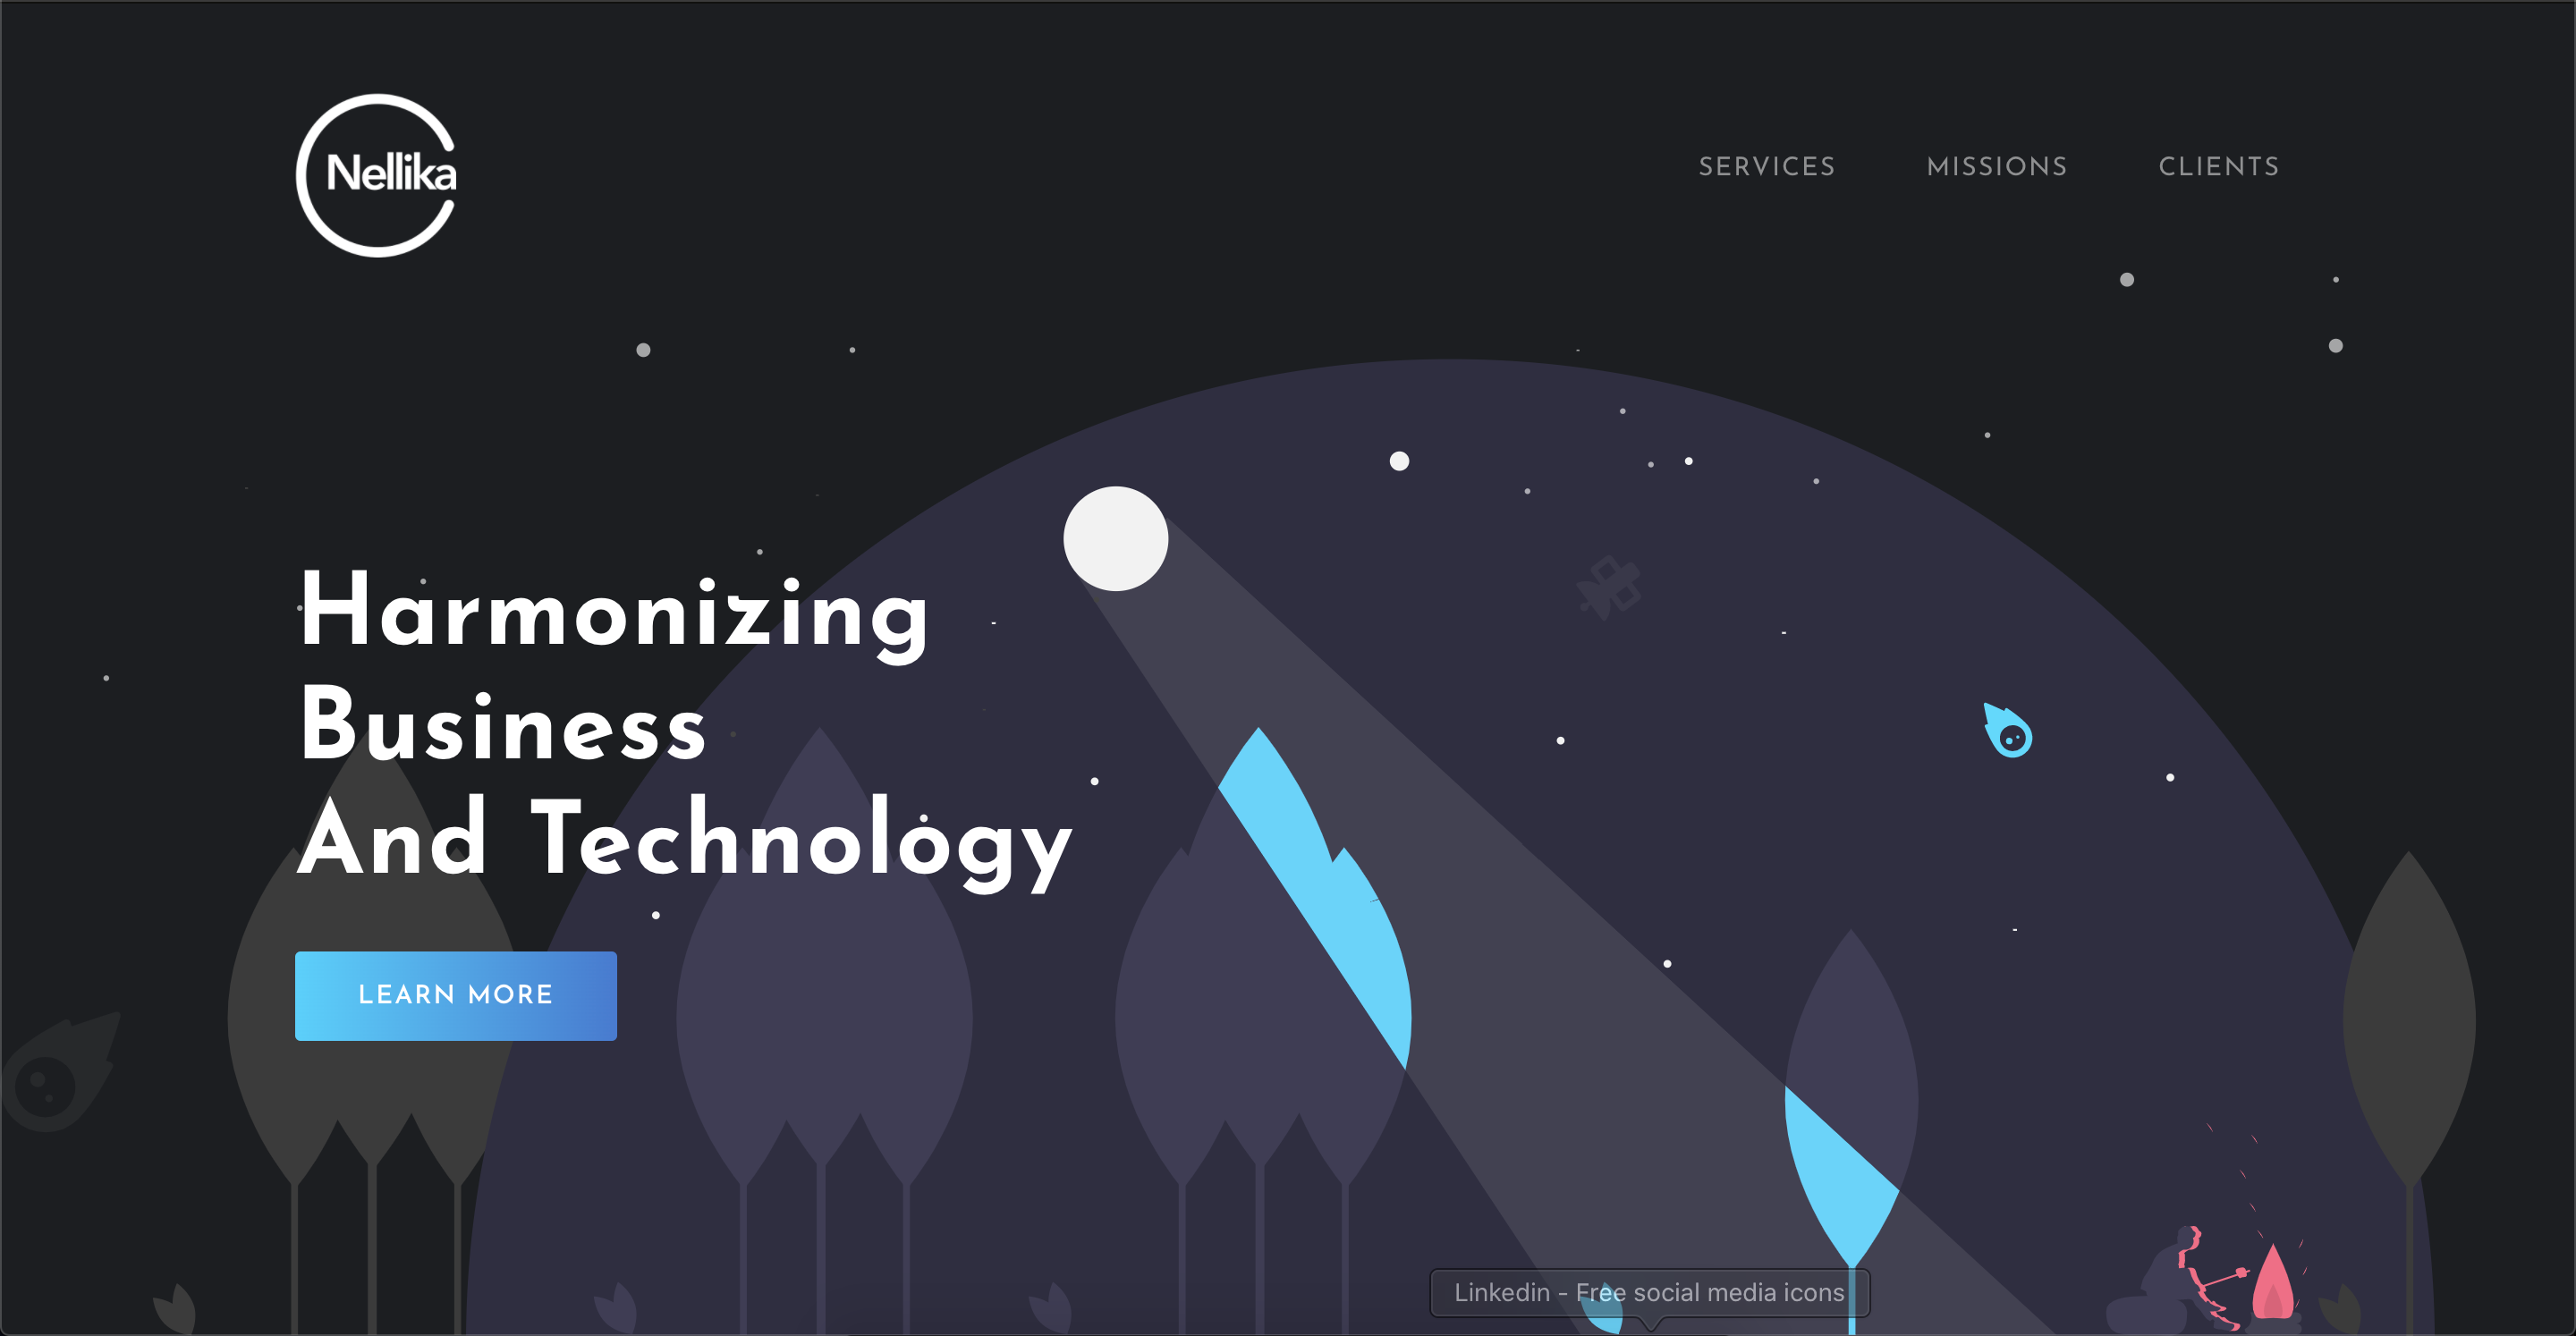 Nellika
SERVICES MISSIONS CLIENTS
Harmonizing
Business
And Technology
LEARN MORE
Linkedin - Free social media icons